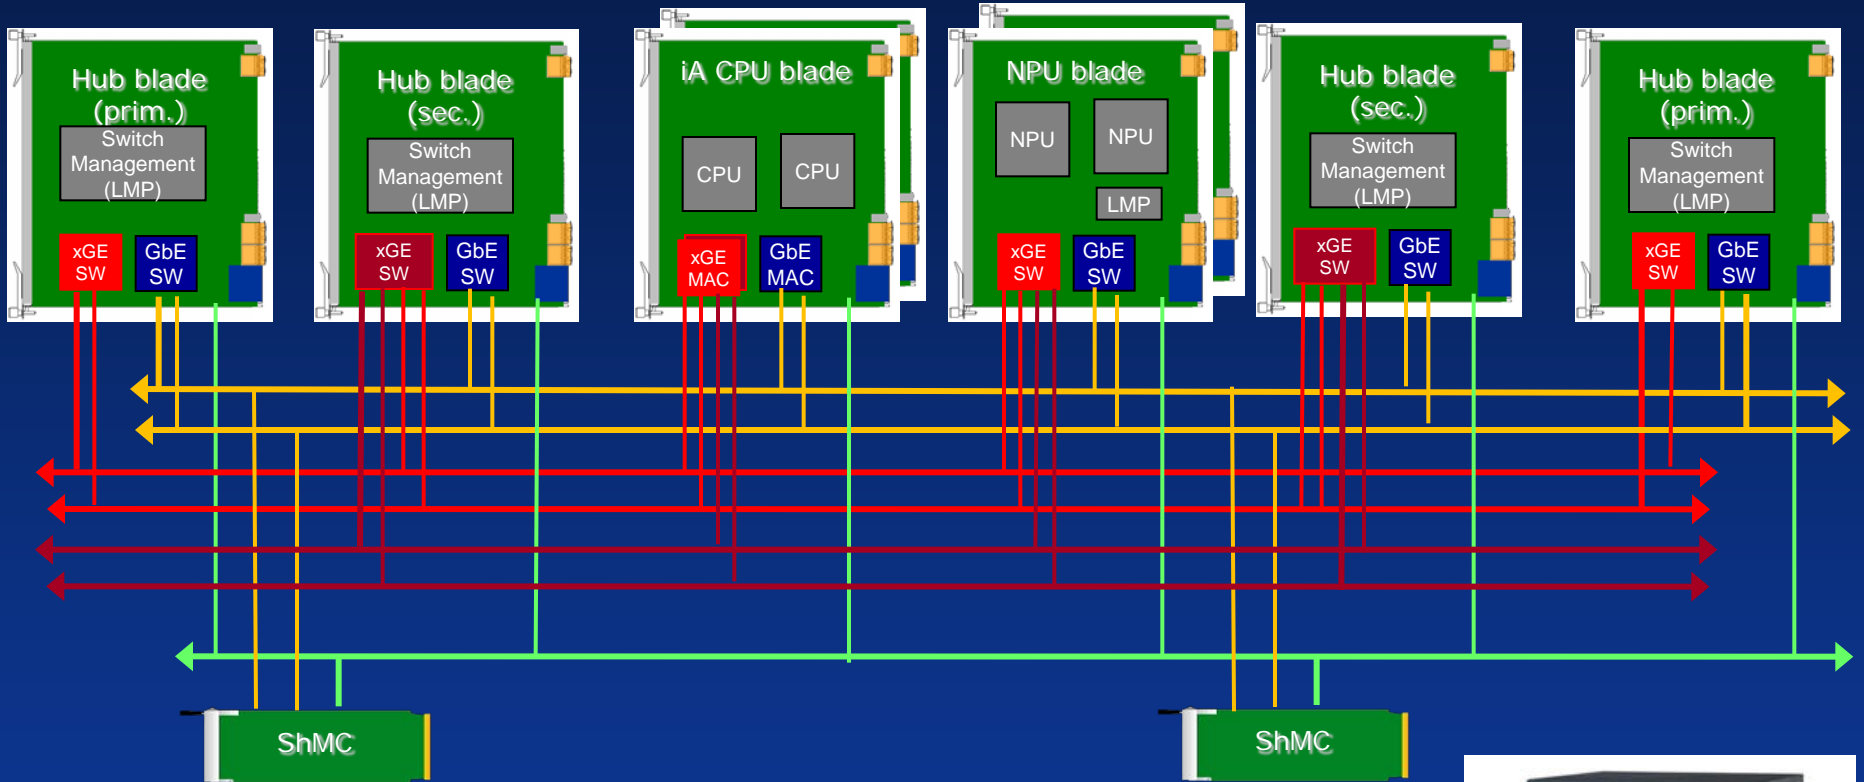 Hub blade
(prim.)
Switch
Management
(LMP)
xGE
SW
GbE
SW
Hub blade
(sec.)
Switch
Management
(LMP)
xGE
SW
GbE
SW
iA CPU blade
CPU
CPU
xGE
MAC
GbE
MAC
NPU blade
NPU
NPU
LMP
xGE
SW
GbE
SW
Hub blade
(sec.)
Switch
Management
(LMP)
xGE
SW
GbE
SW
Hub blade
(prim.)
Switch
Management
(LMP)
xGE
SW
GbE
SW
ShMC
ShMC